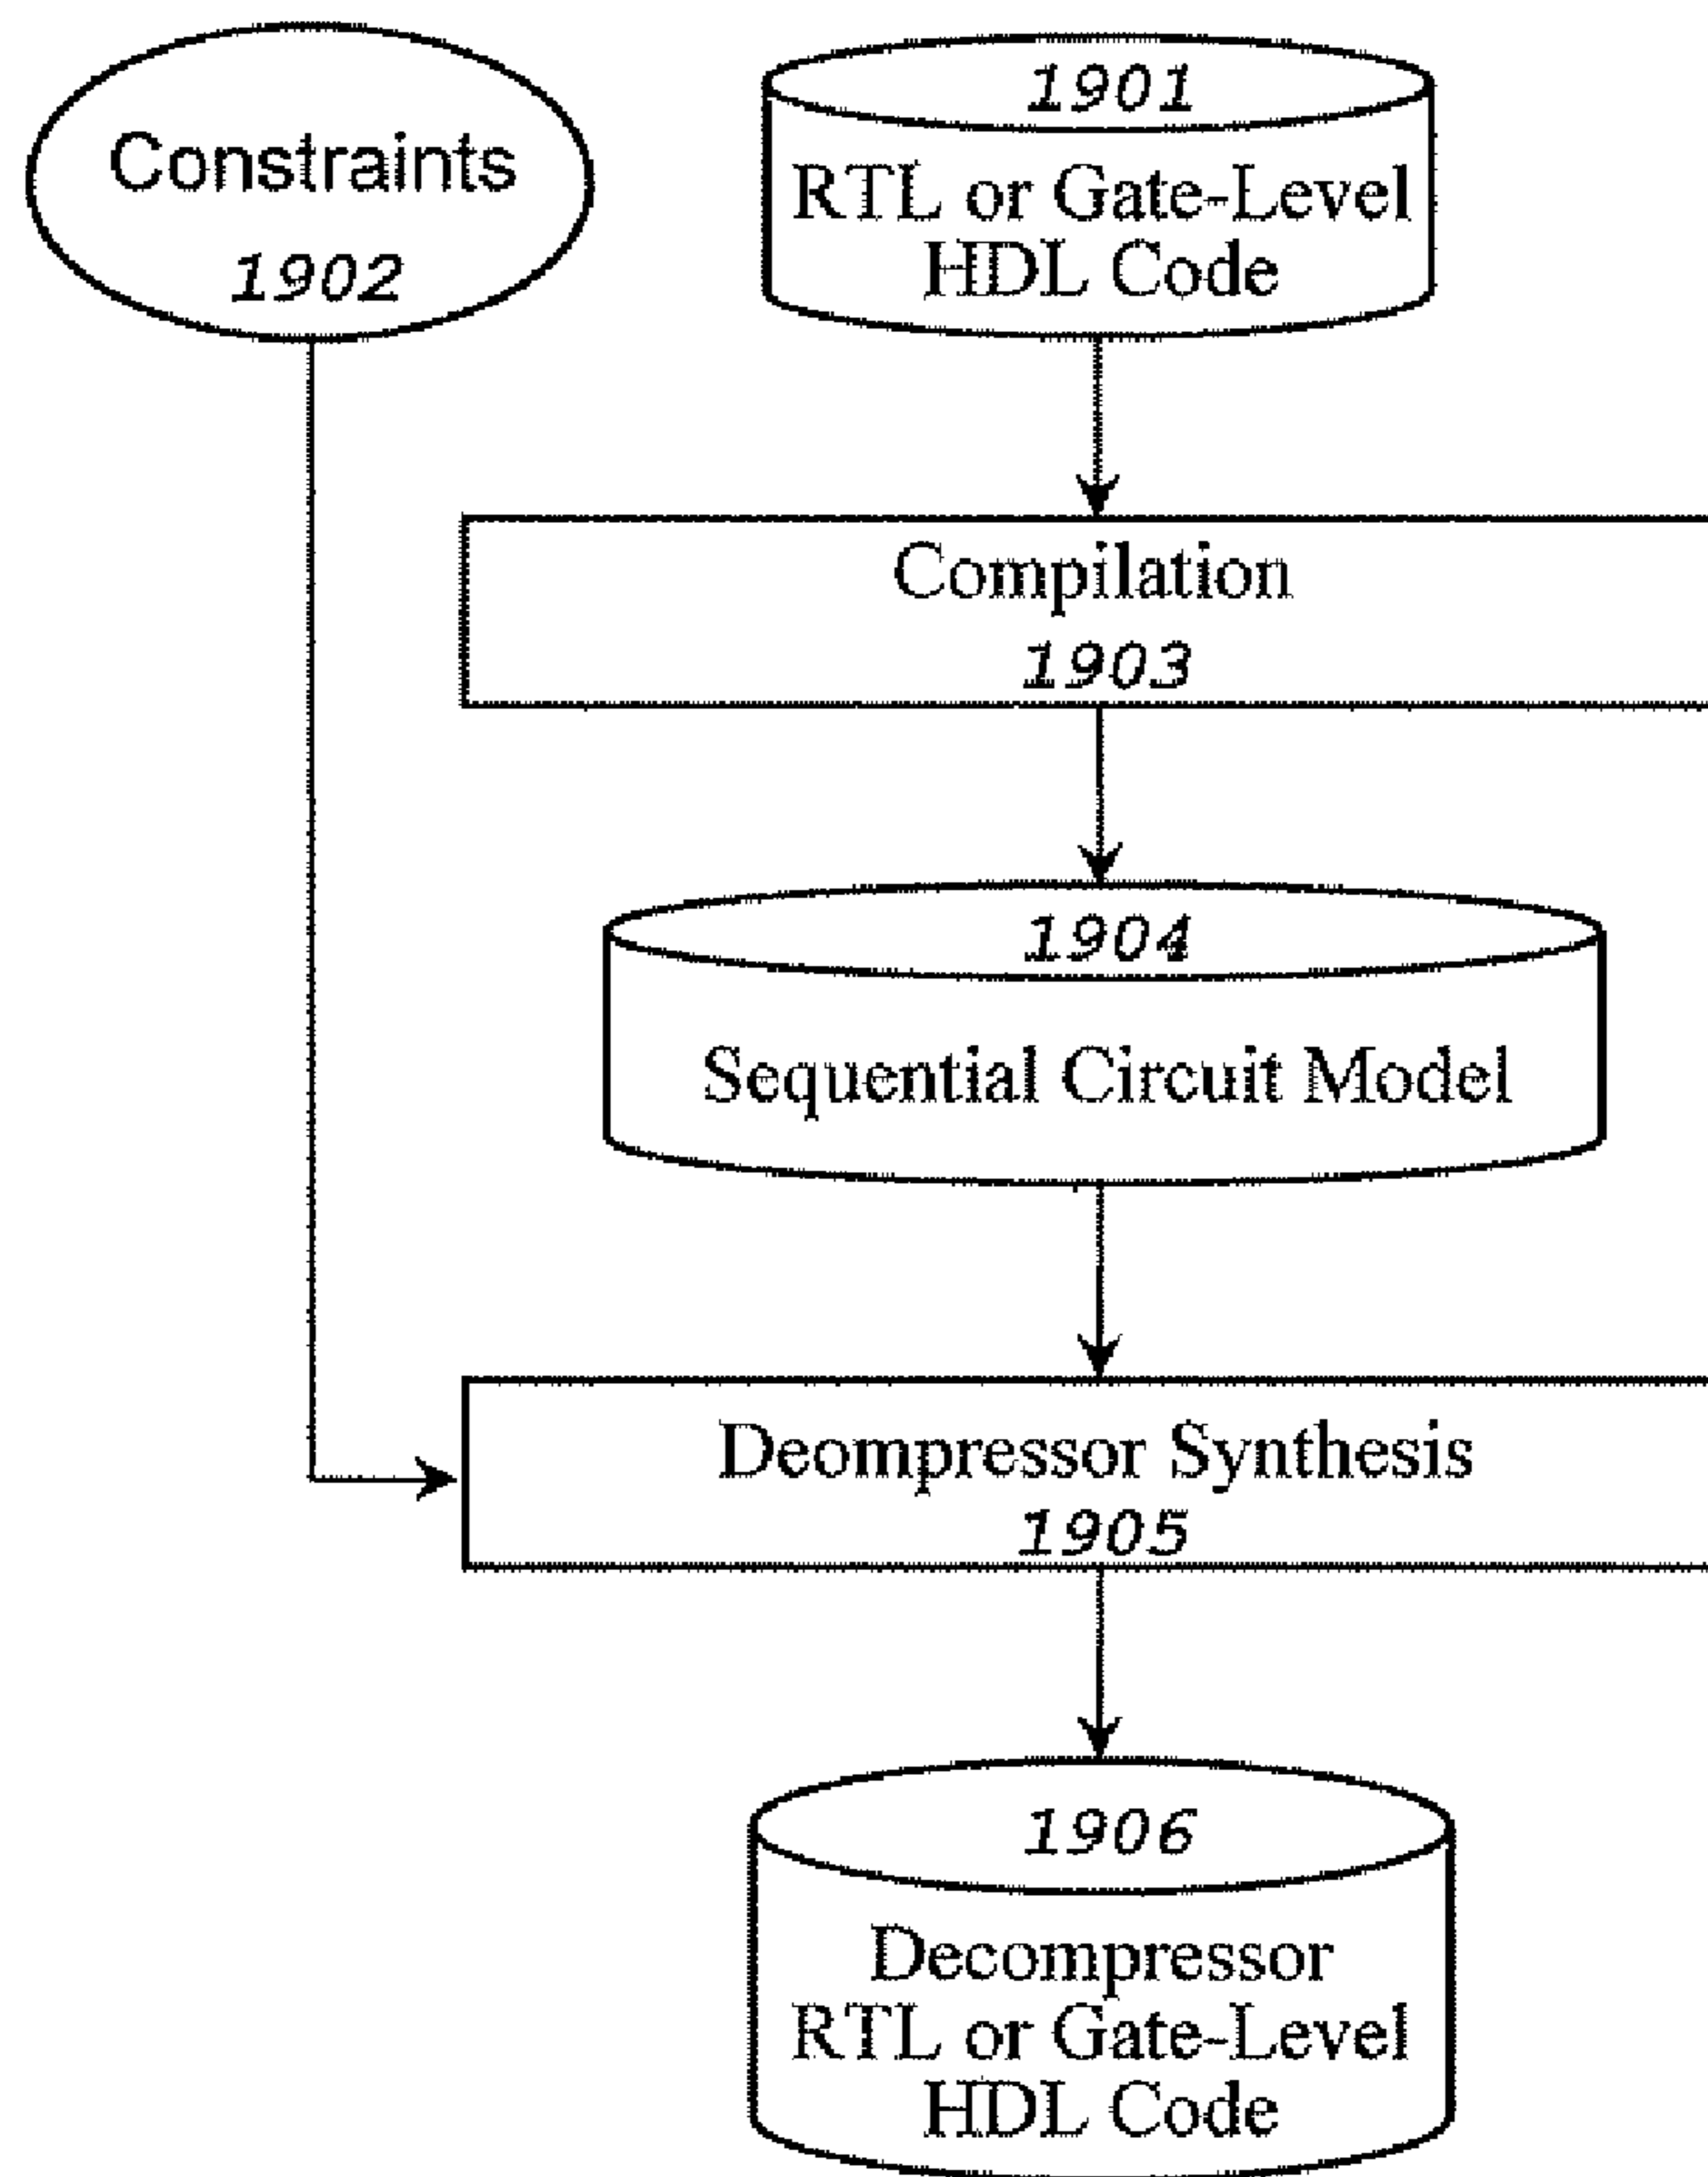 Constraints
1902
1901
RTL or Gate-Level
HDL Code
Compilation
1903
1904
Sequential Circuit Model
Deompressor Synthesis
1905
1906
Decompressor
RTL or Gate-Level
HDL Code